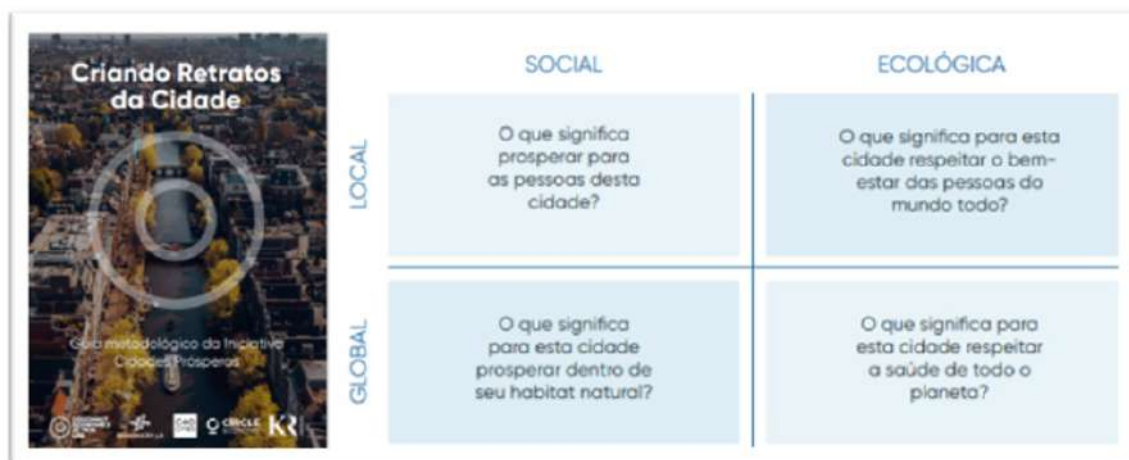 Criando Retratos
da Cidade
Guia metodológico da Iniciativa
Cidades Prósperas
SOCIAL
ECOLÓGICA
LOCAL
O que significa
prosperar para
as pessoas desta
cidade?
O que significa para esta
cidade respeitar o bem-
estar das pessoas do
mundo todo?
GLOBAL
O que significa
para esta cidade
prosperar dentro de
seu habitat natural?
O que significa para
esta cidade respeitar
a saúde de todo o
planeta?
CIRCLE
KR